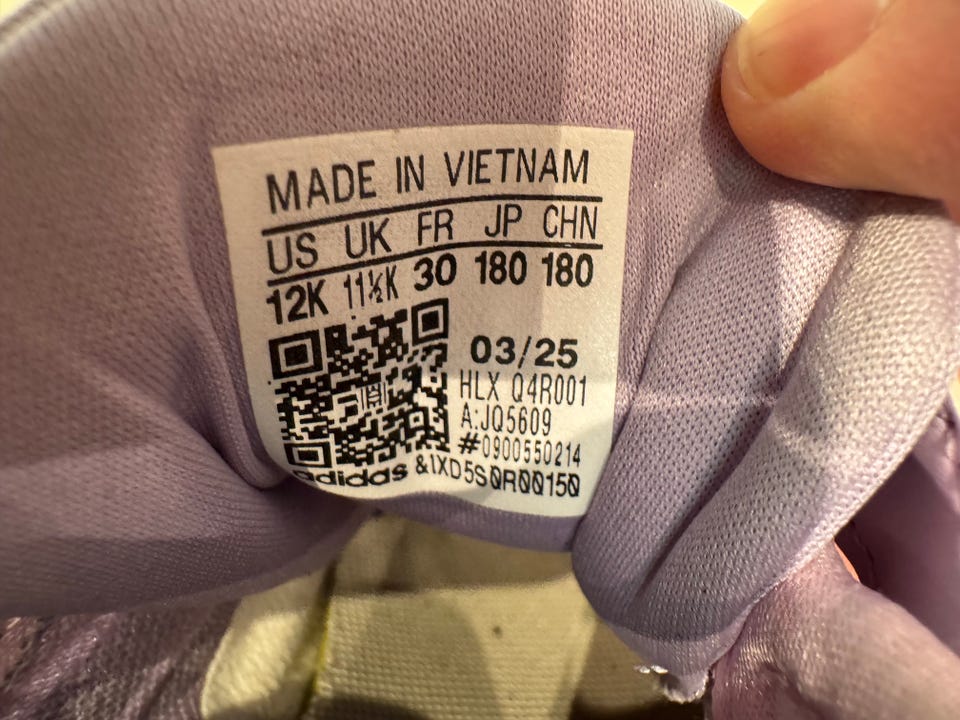 MADE IN VIETNAM
US UK FR JP CHN
12K 11½K 30 180 180
03/25
HLX Q4R001
A:JQ5609
#0900550214
adidas &IXD5S0R00150